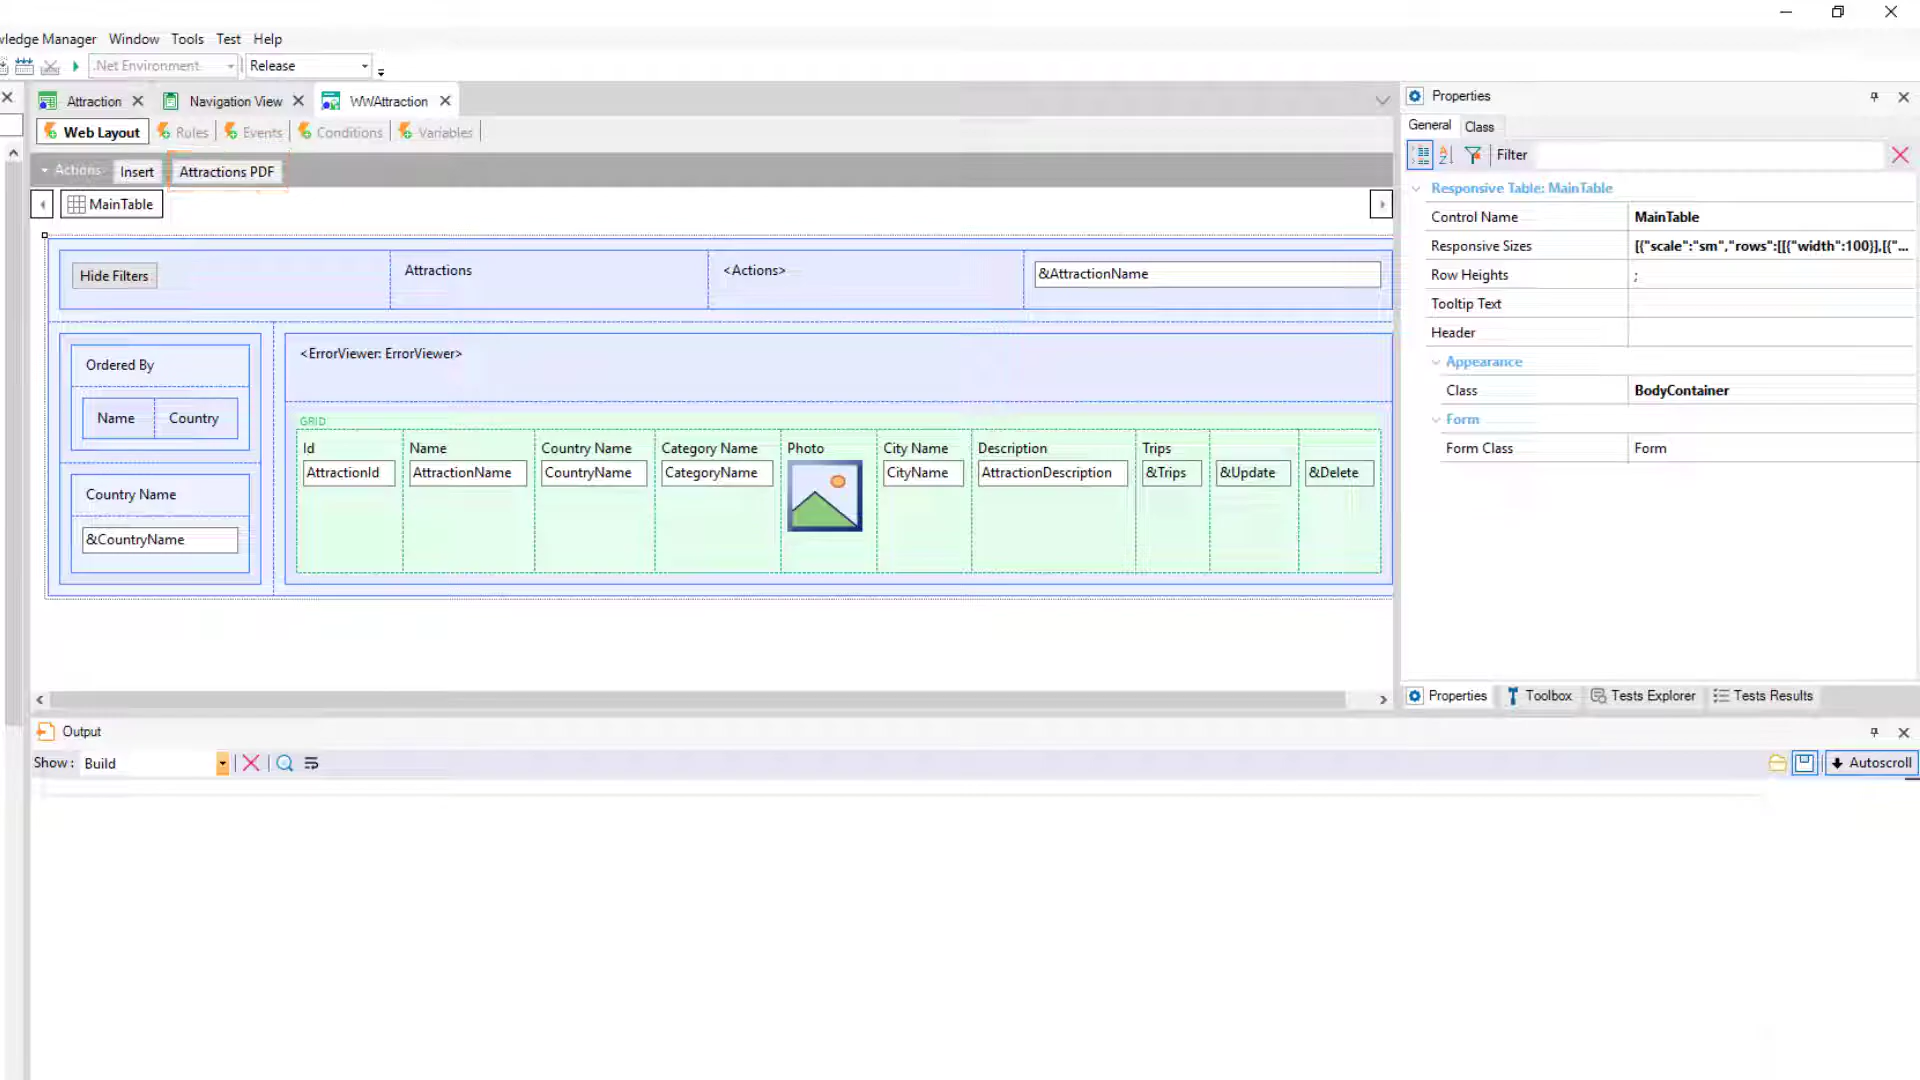 wledge Manager Window Tools Test Help
.Net Environment Release
Attraction Navigation View WWAttraction
Web Layout Rules Events Conditions Variables
Actions Insert Attractions PDF
MainTable
Hide Filters Attractions <Actions> &AttractionName
Ordered By
Name Country
Country Name
&CountryName
<ErrorViewer: ErrorViewer>
GRID
Id Name Country Name Category Name Photo City Name Description Trips
AttractionId AttractionName CountryName CategoryName CityName AttractionDescription &Trips &Update &Delete
Properties
General Class
Filter
Responsive Table: MainTable
Control Name MainTable
Responsive Sizes [{"scale":"sm","rows":[[{"width":100}],[{"...
Row Heights ;
Tooltip Text
Header
Appearance
Class BodyContainer
Form
Form Class Form
Properties Toolbox Tests Explorer Tests Results
Output
Show: Build Autoscroll